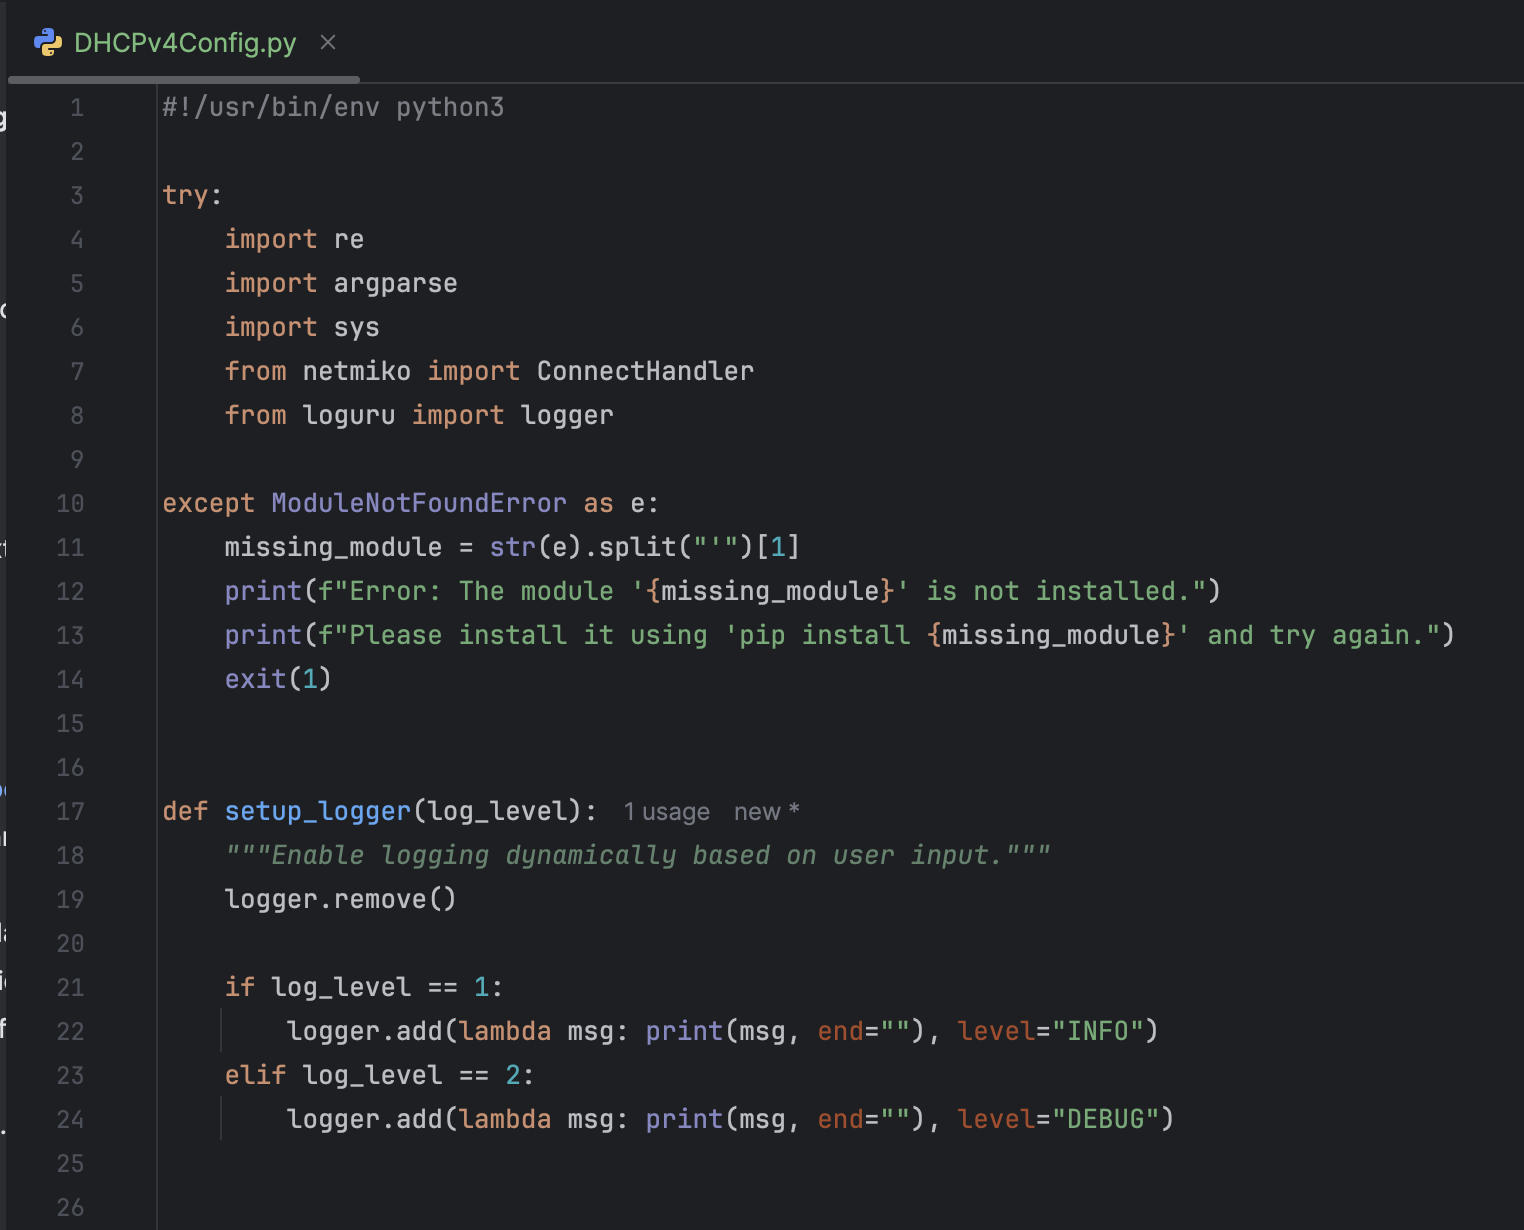 DHCPv4Config.py
1 #!/usr/bin/env python3
2
3 try:
4     import re
5     import argparse
6     import sys
7     from netmiko import ConnectHandler
8     from loguru import logger
9
10 except ModuleNotFoundError as e:
11     missing_module = str(e).split("'")[1]
12     print(f"Error: The module '{missing_module}' is not installed.")
13     print(f"Please install it using 'pip install {missing_module}' and try again.")
14     exit(1)
15
16
17 def setup_logger(log_level): 1 usage new *
18     """Enable logging dynamically based on user input."""
19     logger.remove()
20
21     if log_level == 1:
22         logger.add(lambda msg: print(msg, end=""), level="INFO")
23     elif log_level == 2:
24         logger.add(lambda msg: print(msg, end=""), level="DEBUG")
25
26